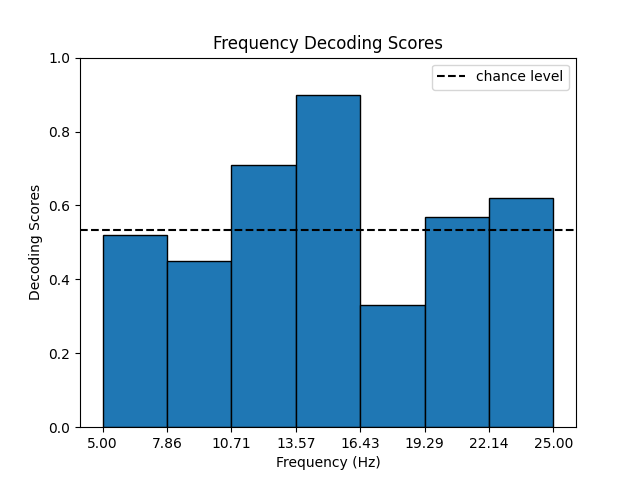 Frequency Decoding Scores
chance level
Decoding Scores
1.0
0.8
0.6
0.4
0.2
0.0
5.00 7.86 10.71 13.57 16.43 19.29 22.14 25.00
Frequency (Hz)